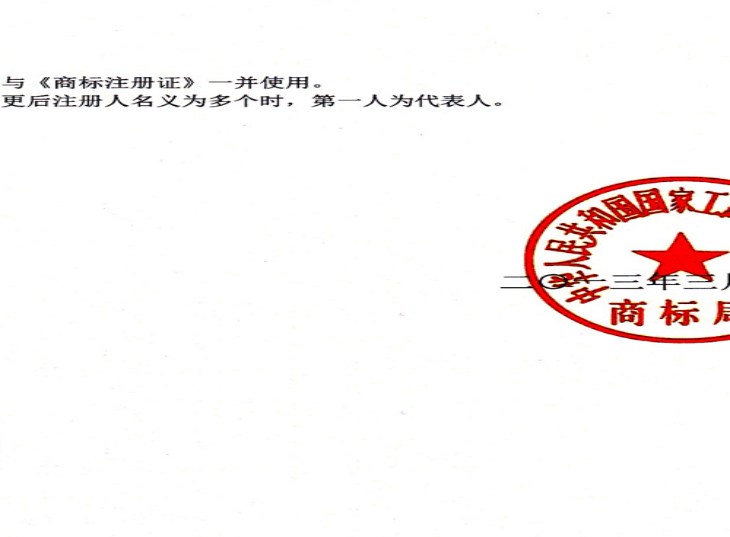 与《商标注册证》一并使用。
更后注册人名义为多个时，第一人为代表人。
中华人民共和国国家工
二〇一三年三月
商标局